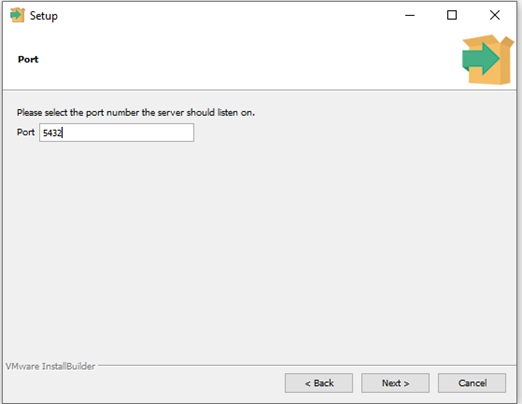 Setup
Port
Please select the port number the server should listen on.
Port 5432
VMware InstallBuilder
< Back Next > Cancel